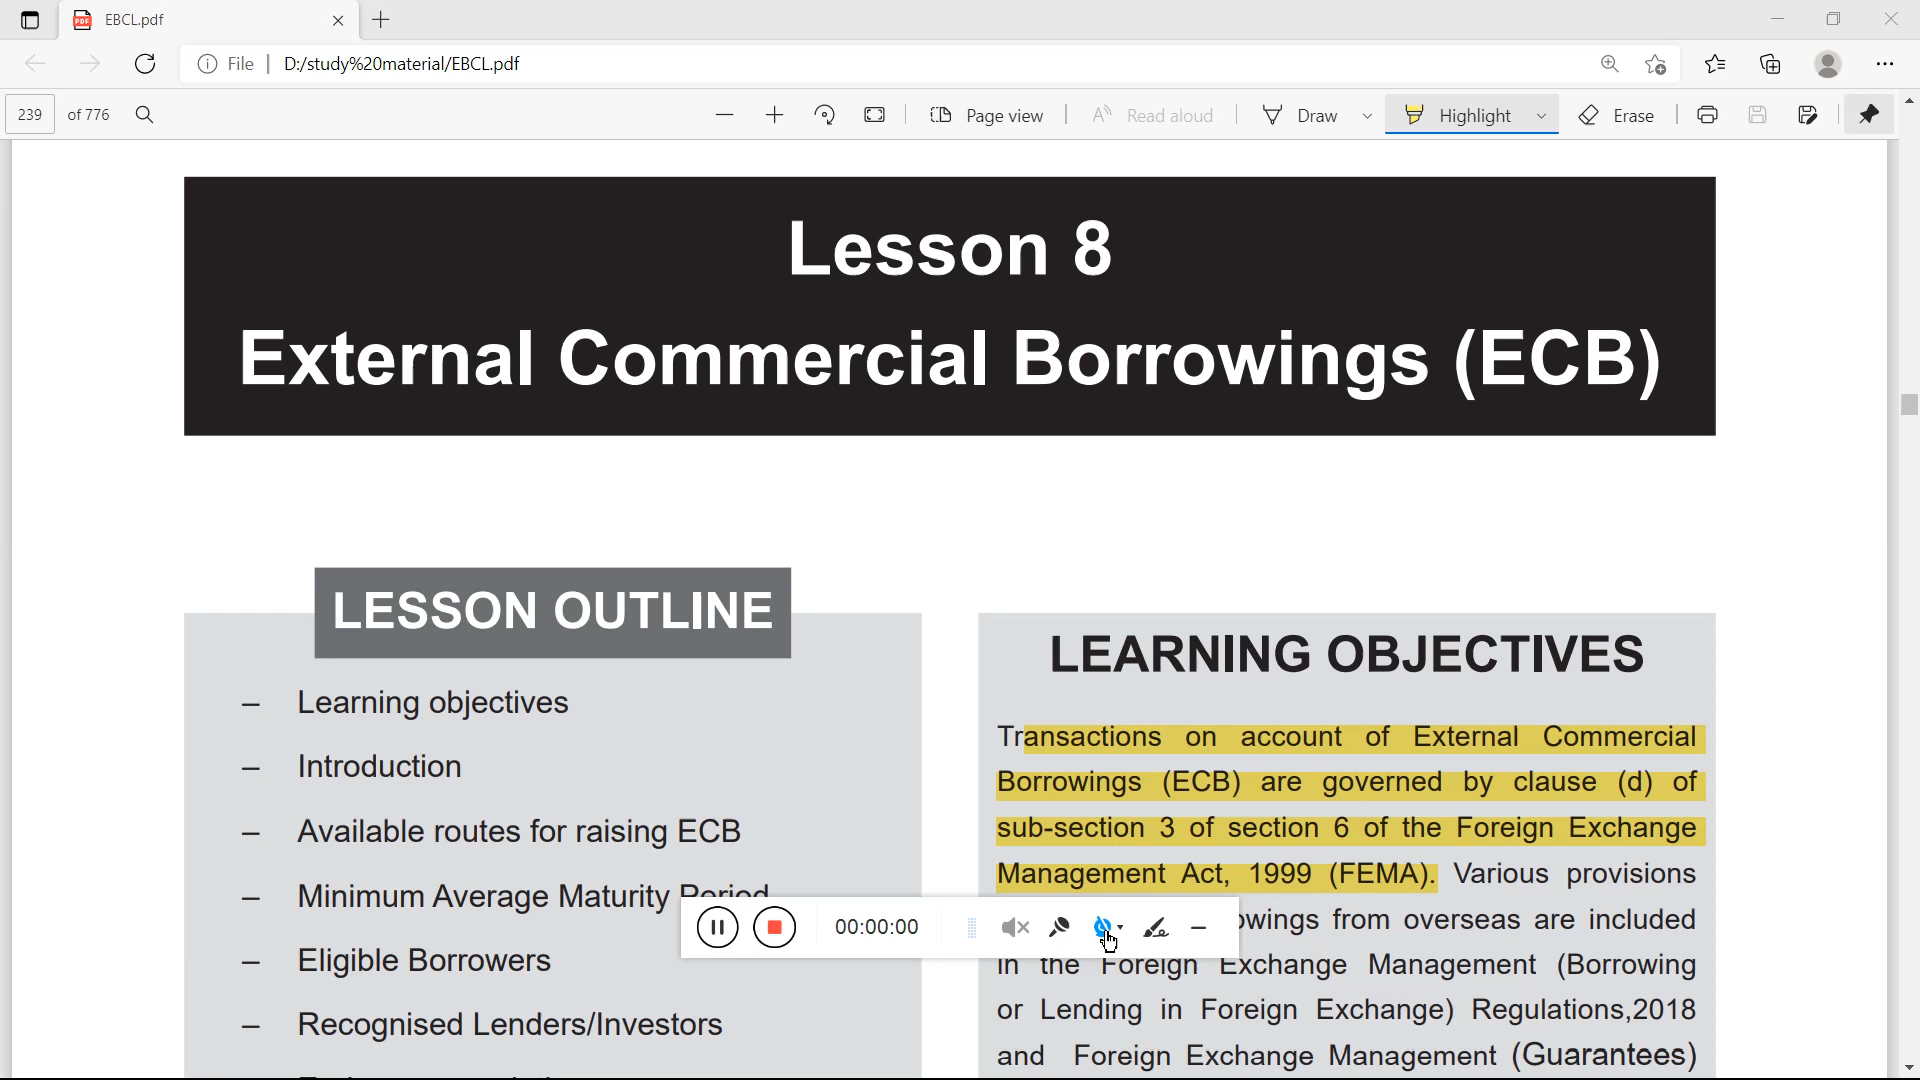 EBCL.pdf
File
D:/study%20material/EBCL.pdf
239 of 776
Page view
Read aloud
Draw
Highlight
Erase
Lesson 8
External Commercial Borrowings (ECB)
LESSON OUTLINE
– Learning objectives
– Introduction
– Available routes for raising ECB
– Minimum Average Maturity Period
– Eligible Borrowers
– Recognised Lenders/Investors
LEARNING OBJECTIVES
Transactions on account of External Commercial
Borrowings (ECB) are governed by clause (d) of
sub-section 3 of section 6 of the Foreign Exchange
Management Act, 1999 (FEMA). Various provisions
owings from overseas are included
in the Foreign Exchange Management (Borrowing
or Lending in Foreign Exchange) Regulations,2018
and Foreign Exchange Management (Guarantees)
00:00:00